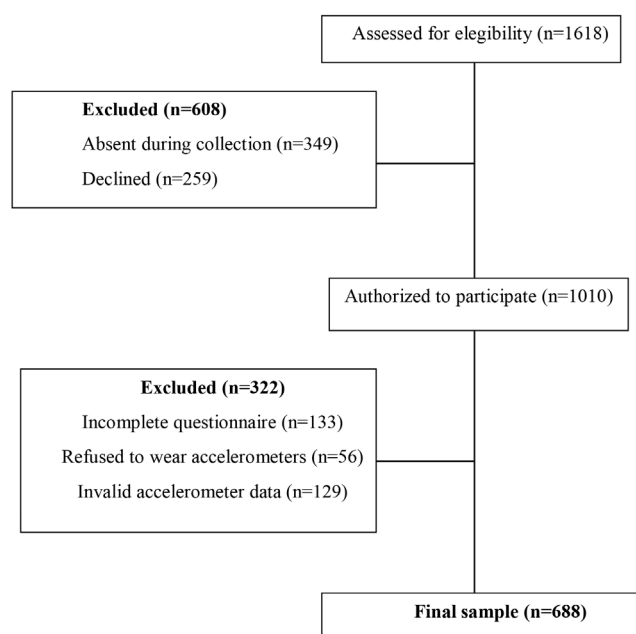 Assessed for elegibility (n=1618)
Excluded (n=608)
Absent during collection (n=349)
Declined (n=259)
Authorized to participate (n=1010)
Excluded (n=322)
Incomplete questionnaire (n=133)
Refused to wear accelerometers (n=56)
Invalid accelerometer data (n=129)
Final sample (n=688)